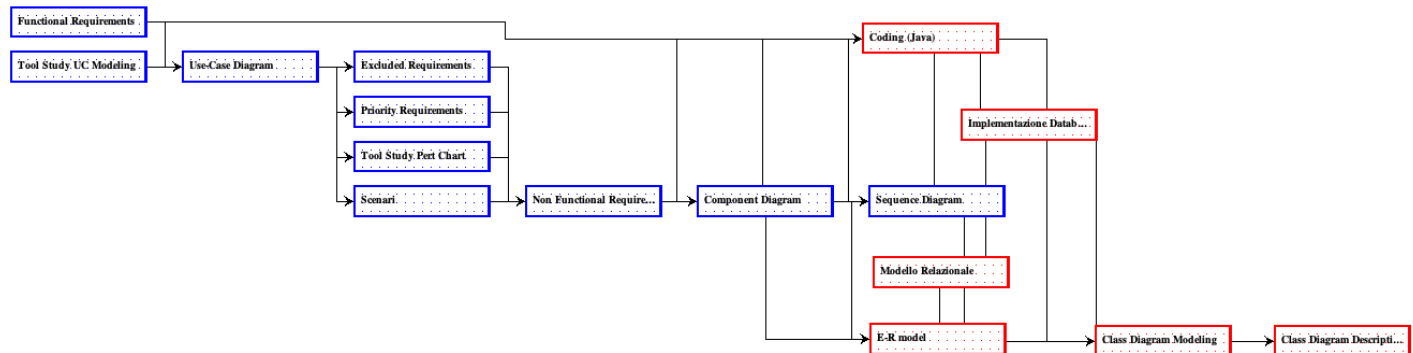 Functional Requirements
Tool Study UC Modeling
Use-Case Diagram
Excluded Requirements
Priority Requirements
Tool Study Pert Chart
Scenari
Non Functional Require...
Component Diagram
Coding (Java)
Implementazione Datab...
Sequence Diagram
Modello Relazionale
E-R model
Class Diagram Modeling
Class Diagram Descripti...